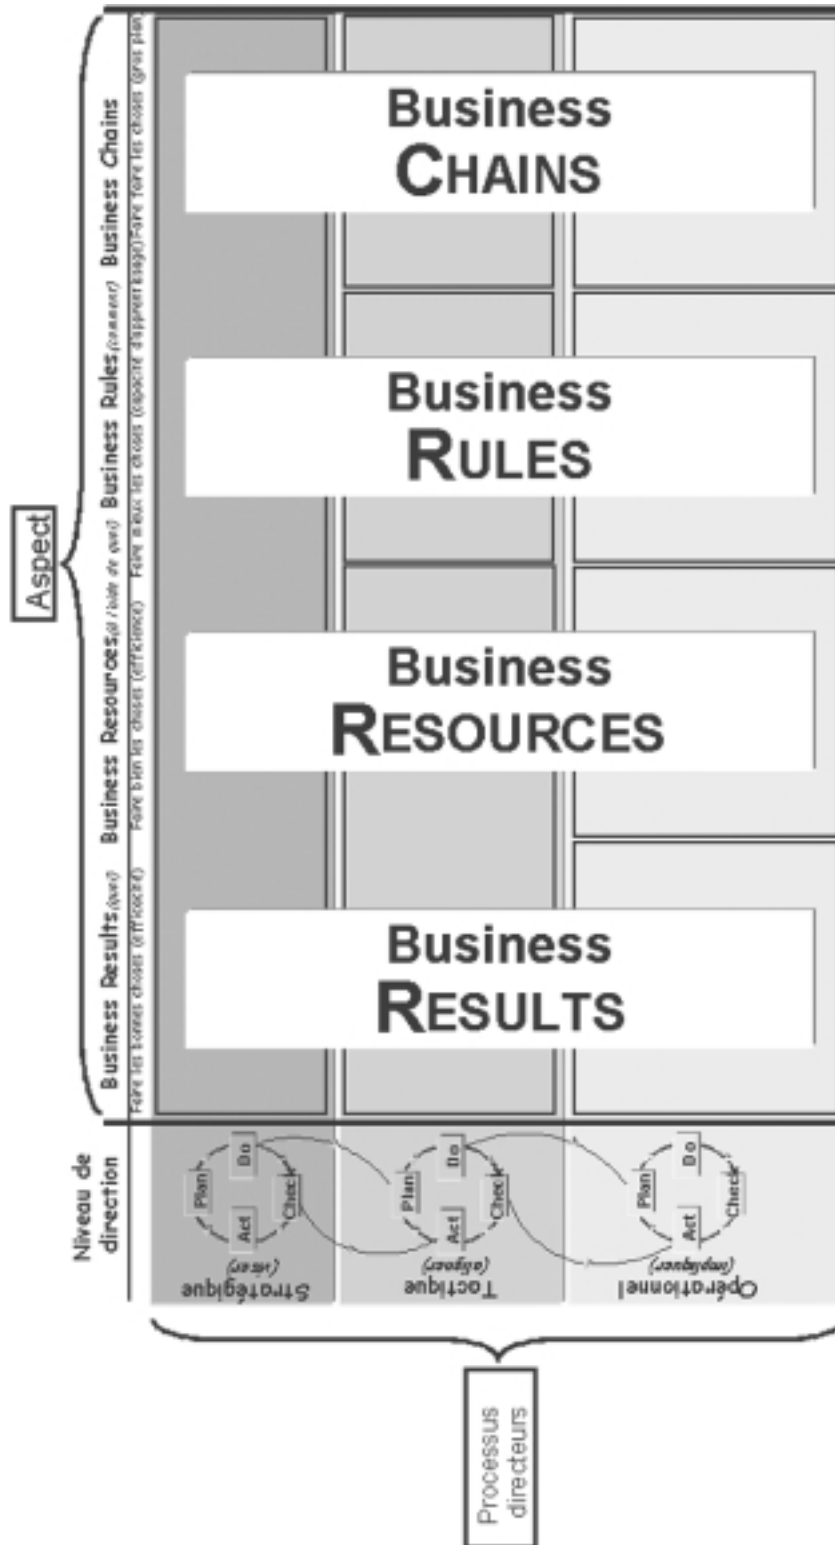 Aspect
Niveau de
direction
Business Results (quoi)
Business Resources
Business Rules (comment)
Business Chains
Faire les bonnes choses (efficacité)
Faire bien les choses (efficience)
Faire mieux les choses (capacité d'apprentissage)
Faire faire les choses (gros plan)
Stratégique
(viser)
Plan
Do
Check
Act
Tactique
(aligner)
Plan
Do
Check
Act
Opérationnel
(impliquer)
Plan
Do
Check
Act
Business
RESULTS
Business
RESOURCES
Business
RULES
Business
CHAINS
Processus
directeurs